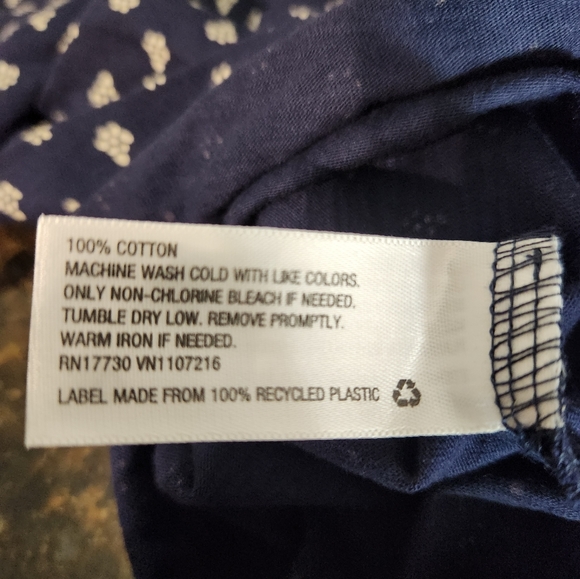 100% COTTON
MACHINE WASH COLD WITH LIKE COLORS.
ONLY NON-CHLORINE BLEACH IF NEEDED.
TUMBLE DRY LOW. REMOVE PROMPTLY.
WARM IRON IF NEEDED.
RN17730 VN1107216
LABEL MADE FROM 100% RECYCLED PLASTIC